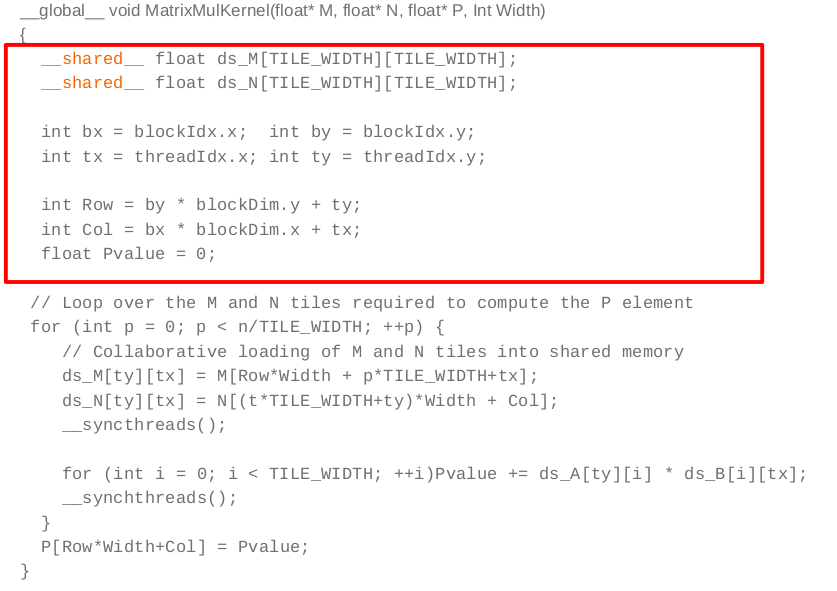 __global__ void MatrixMulKernel(float* M, float* N, float* P, Int Width)
{
__shared__ float ds_M[TILE_WIDTH][TILE_WIDTH];
__shared__ float ds_N[TILE_WIDTH][TILE_WIDTH];
int bx = blockIdx.x;  int by = blockIdx.y;
int tx = threadIdx.x; int ty = threadIdx.y;
int Row = by * blockDim.y + ty;
int Col = bx * blockDim.x + tx;
float Pvalue = 0;
// Loop over the M and N tiles required to compute the P element
for (int p = 0; p < n/TILE_WIDTH; ++p) {
// Collaborative loading of M and N tiles into shared memory
ds_M[ty][tx] = M[Row*Width + p*TILE_WIDTH+tx];
ds_N[ty][tx] = N[(t*TILE_WIDTH+ty)*Width + Col];
__syncthreads();
for (int i = 0; i < TILE_WIDTH; ++i)Pvalue += ds_A[ty][i] * ds_B[i][tx];
__synchthreads();
}
P[Row*Width+Col] = Pvalue;
}